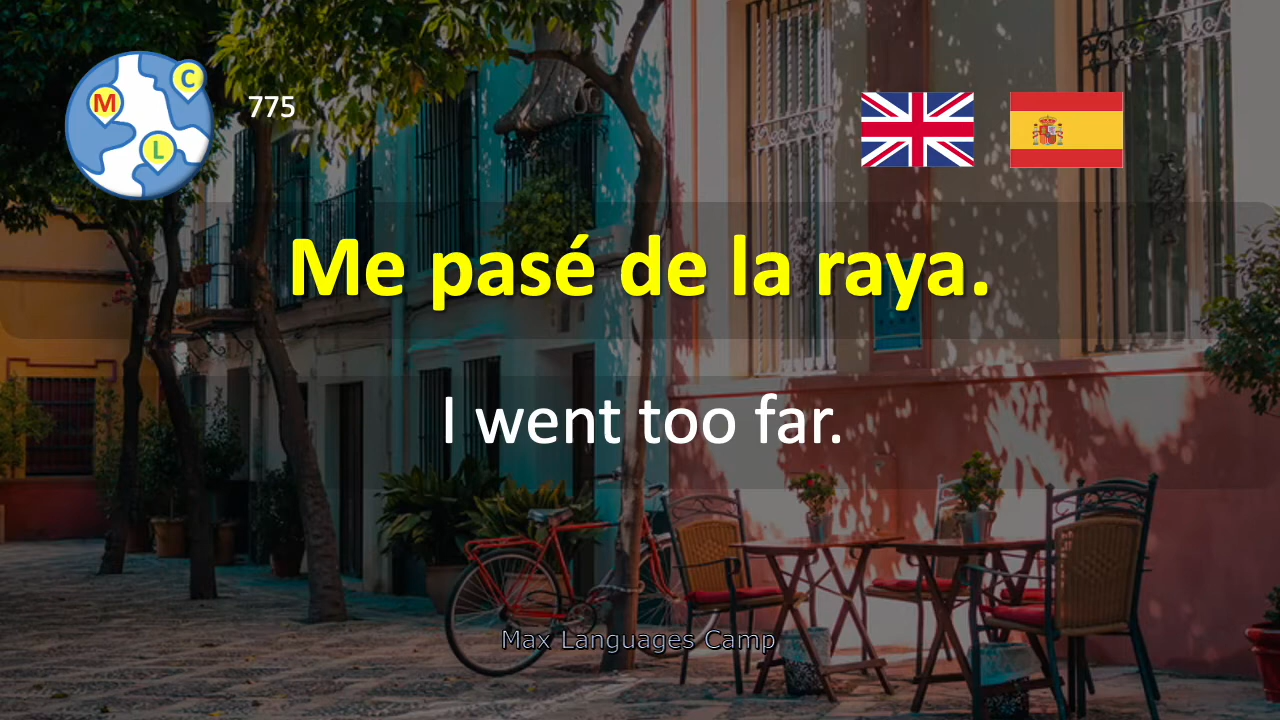 M
C
L
775
Me pasé de la raya.
I went too far.
Max Languages Camp